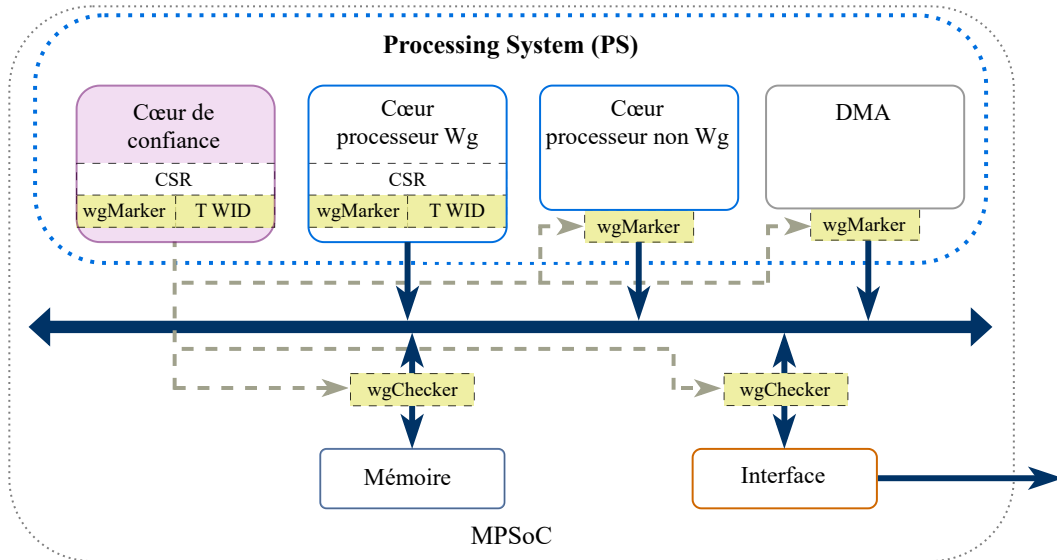 Processing System (PS)
Cœur de
confiance
CSR
wgMarker
T WID
Cœur
processeur Wg
CSR
wgMarker
T WID
Cœur
processeur non Wg
wgMarker
DMA
wgMarker
wgChecker
wgChecker
Mémoire
Interface
MPSoC